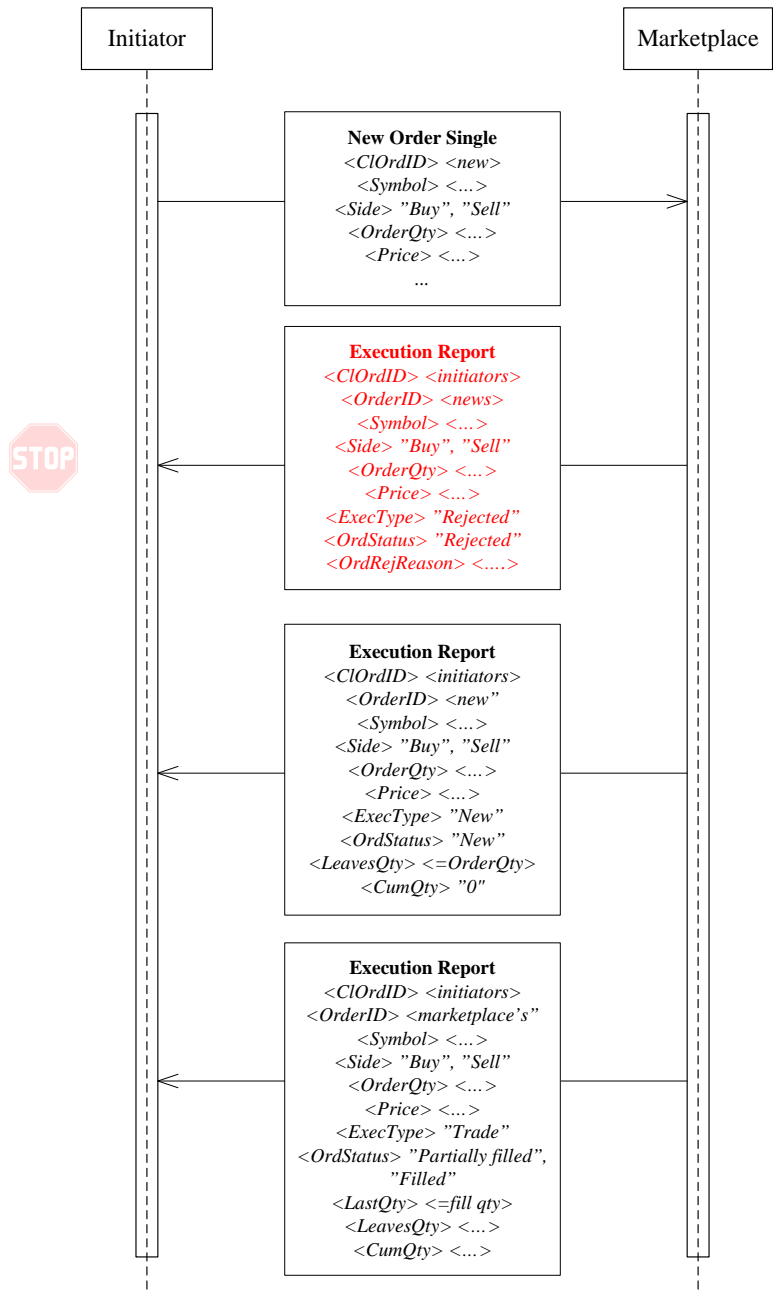 Initiator
Marketplace
New Order Single
<ClOrdID> <new>
<Symbol> <...>
<Side> ”Buy”, ”Sell”
<OrderQty> <...>
<Price> <...>
...
Execution Report
<ClOrdID> <initiators>
<OrderID> <news>
<Symbol> <...>
<Side> ”Buy”, ”Sell”
<OrderQty> <...>
<Price> <...>
<ExecType> ”Rejected”
<OrdStatus> ”Rejected”
<OrdRejReason> <....>
STOP
Execution Report
<ClOrdID> <initiators>
<OrderID> <new”
<Symbol> <...>
<Side> ”Buy”, ”Sell”
<OrderQty> <...>
<Price> <...>
<ExecType> ”New”
<OrdStatus> ”New”
<LeavesQty> <=OrderQty>
<CumQty> ”0"
Execution Report
<ClOrdID> <initiators>
<OrderID> <marketplace’s”
<Symbol> <...>
<Side> ”Buy”, ”Sell”
<OrderQty> <...>
<Price> <...>
<ExecType> ”Trade”
<OrdStatus> ”Partially filled”,
”Filled”
<LastQty> <=fill qty>
<LeavesQty> <...>
<CumQty> <...>